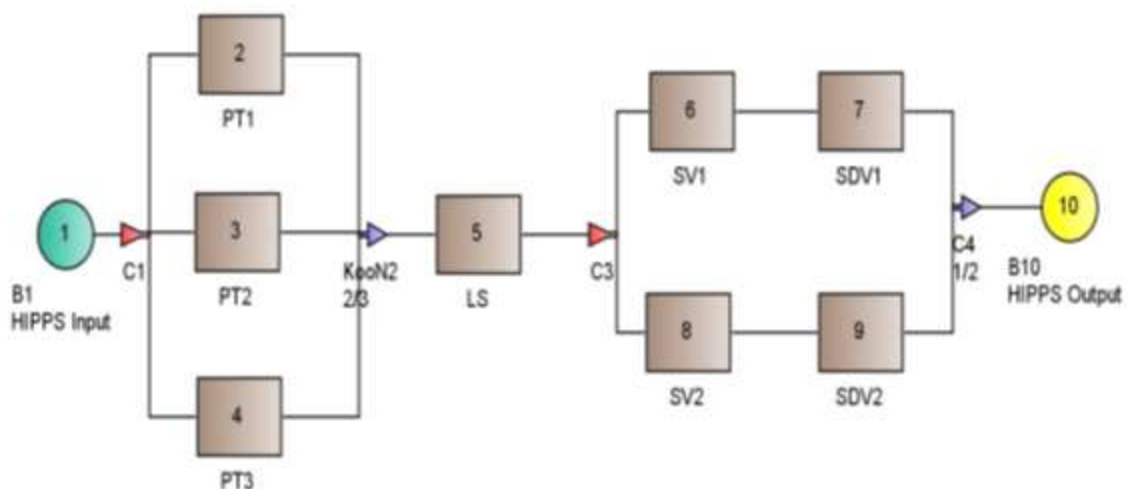 2
PT1
1
B1
HIPPS Input
C1
3
PT2
KooN2
2/3
4
PT3
5
LS
C3
6
SV1
7
SDV1
8
SV2
9
SDV2
C4
1/2
10
B10
HIPPS Output